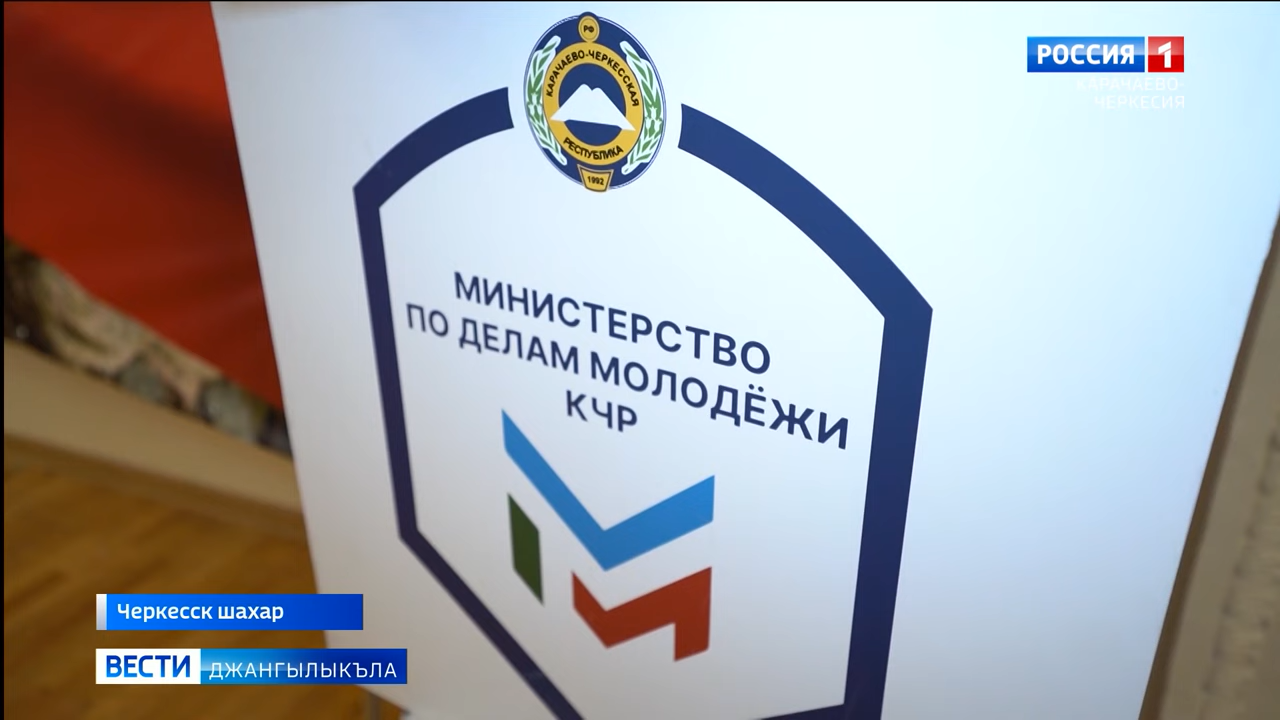 РОССИЯ 1
КАРАЧАЕВО-
ЧЕРКЕСИЯ
РФ
КАРАЧАЕВО-ЧЕРКЕССКАЯ
РЕСПУБЛИКА
1992
МИНИСТЕРСТВО
ПО ДЕЛАМ МОЛОДЁЖИ
КЧР
Черкесск шахар
ВЕСТИ ДЖАНГЫЛЫКЪЛА